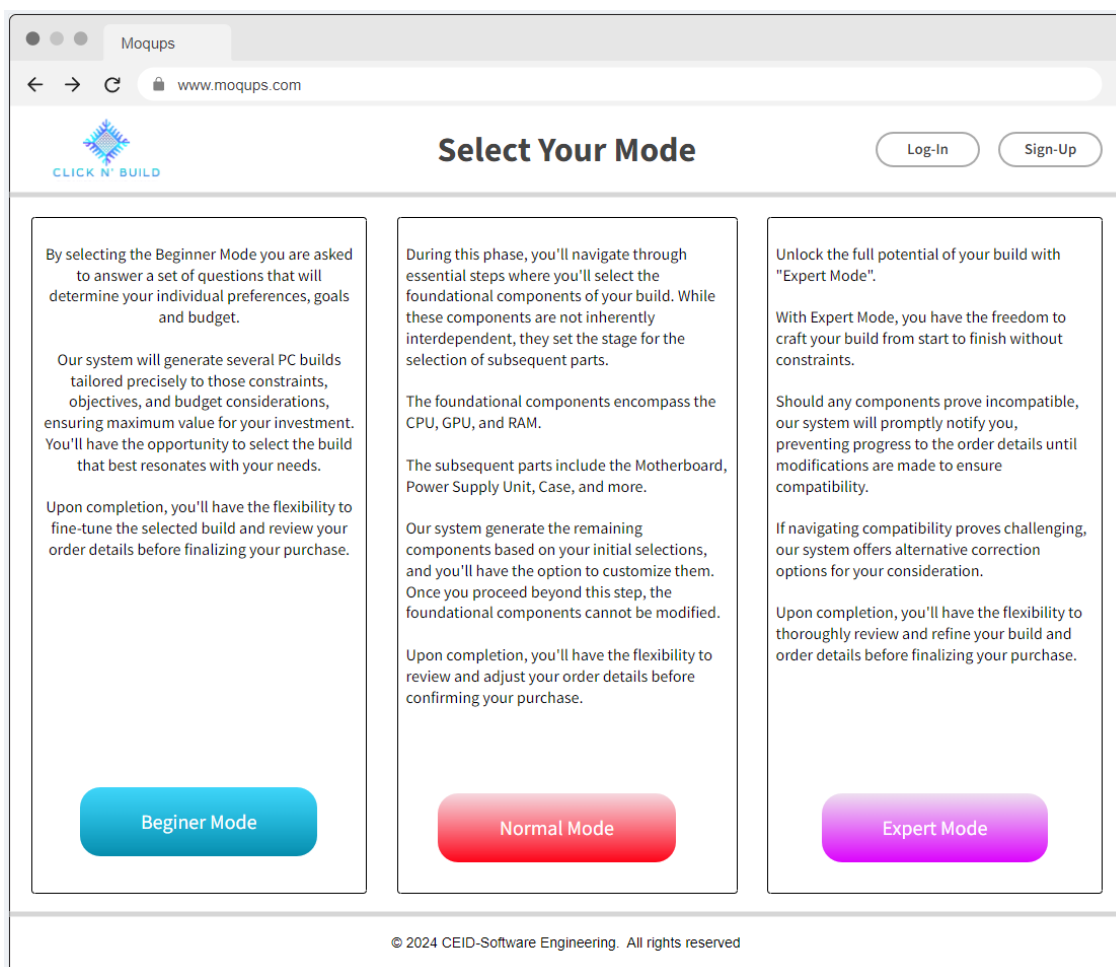 Moqups
www.moqups.com
CLICK N' BUILD
Select Your Mode
Log-In
Sign-Up
By selecting the Beginner Mode you are asked
to answer a set of questions that will
determine your individual preferences, goals
and budget.
Our system will generate several PC builds
tailored precisely to those constraints,
objectives, and budget considerations,
ensuring maximum value for your investment.
You'll have the opportunity to select the build
that best resonates with your needs.
Upon completion, you'll have the flexibility to
fine-tune the selected build and review your
order details before finalizing your purchase.
Beginer Mode
During this phase, you'll navigate through
essential steps where you'll select the
foundational components of your build. While
these components are not inherently
interdependent, they set the stage for the
selection of subsequent parts.
The foundational components encompass the
CPU, GPU, and RAM.
The subsequent parts include the Motherboard,
Power Supply Unit, Case, and more.
Our system generate the remaining
components based on your initial selections,
and you'll have the option to customize them.
Once you proceed beyond this step, the
foundational components cannot be modified.
Upon completion, you'll have the flexibility to
review and adjust your order details before
confirming your purchase.
Normal Mode
Unlock the full potential of your build with
"Expert Mode".
With Expert Mode, you have the freedom to
craft your build from start to finish without
constraints.
Should any components prove incompatible,
our system will promptly notify you,
preventing progress to the order details until
modifications are made to ensure
compatibility.
If navigating compatibility proves challenging,
our system offers alternative correction
options for your consideration.
Upon completion, you'll have the flexibility to
thoroughly review and refine your build and
order details before finalizing your purchase.
Expert Mode
© 2024 CEID-Software Engineering. All rights reserved